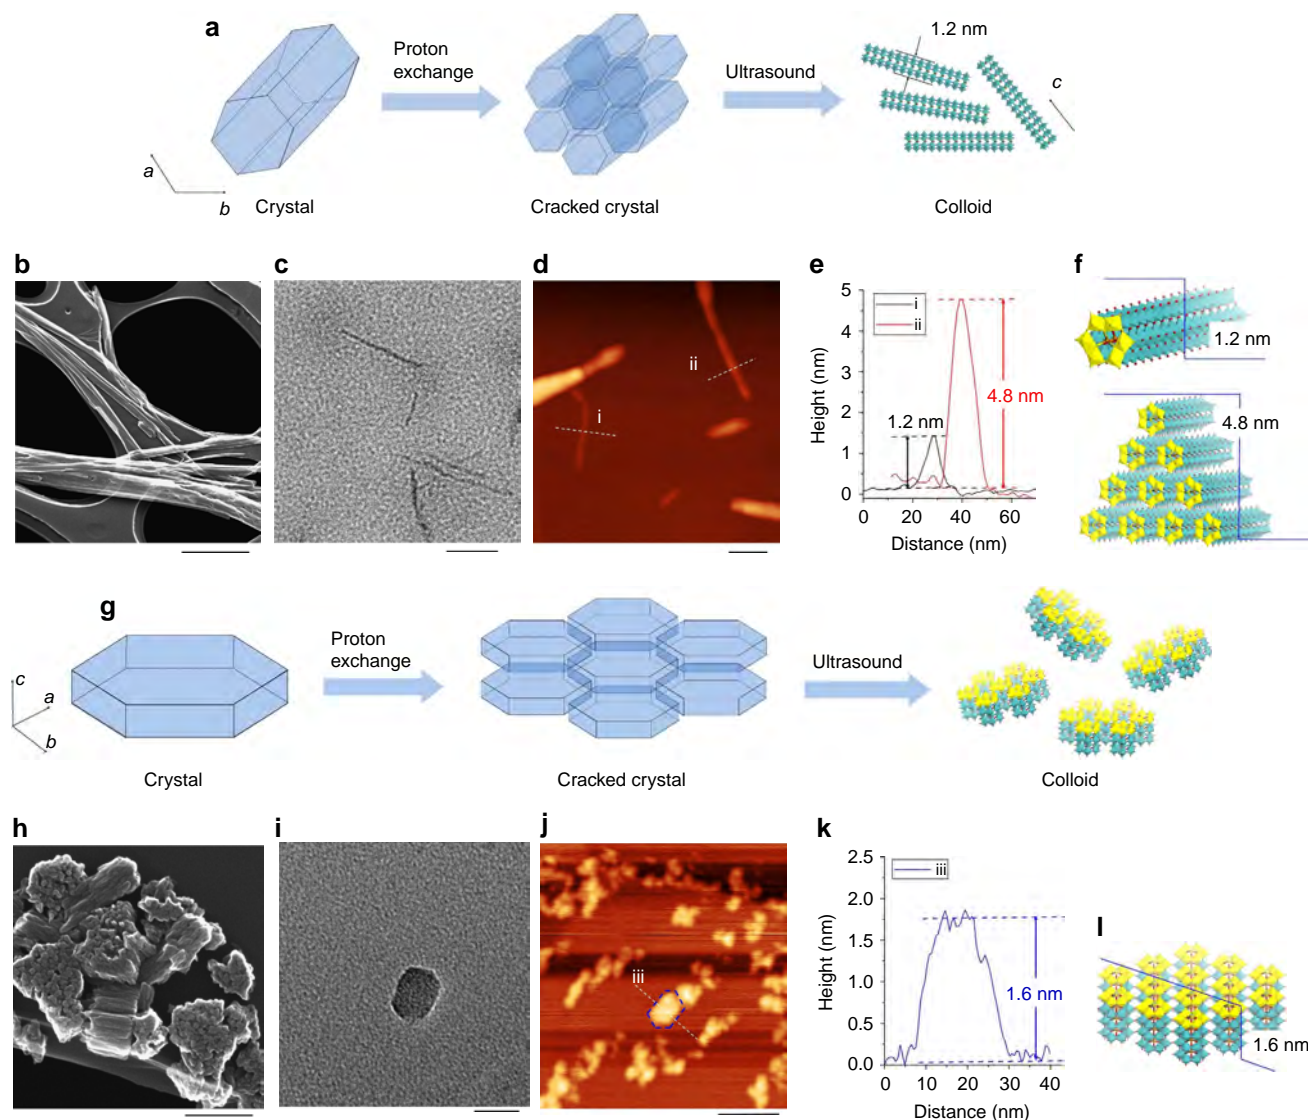 a
Proton
exchange
Ultrasound
1.2 nm
c
a
b
Crystal
Cracked crystal
Colloid
b
c
d
e
f
i
ii
5
4
3
2
1
0
Height (nm)
i
ii
1.2 nm
4.8 nm
0
20
40
60
Distance (nm)
1.2 nm
4.8 nm
g
c
a
b
Proton
exchange
Ultrasound
Crystal
Cracked crystal
Colloid
h
i
j
k
l
iii
2.5
2.0
1.5
1.0
0.5
0.0
Height (nm)
iii
1.6 nm
0
10
20
30
40
Distance (nm)
1.6 nm